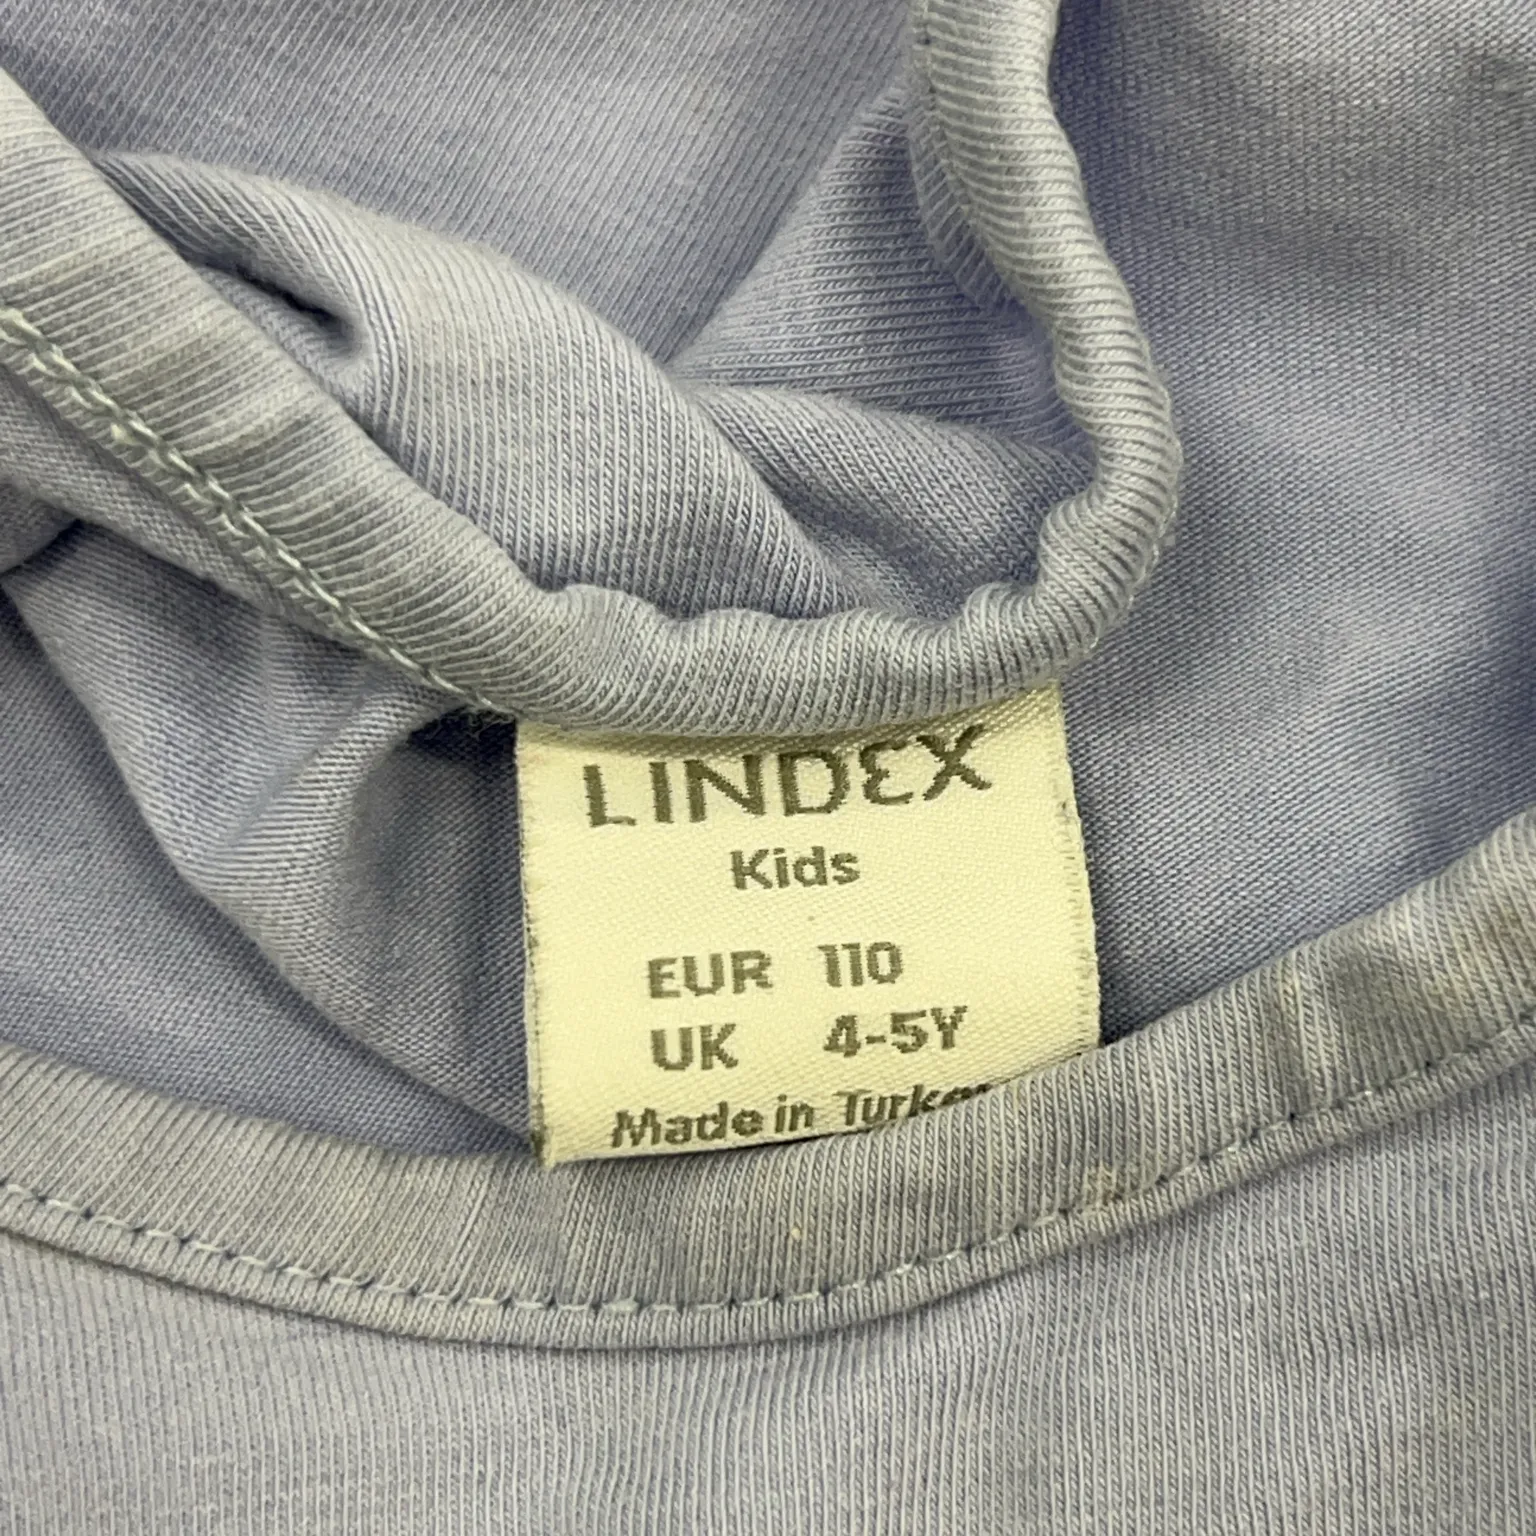 LINDEX
Kids
EUR 110
UK 4-5Y
Made in